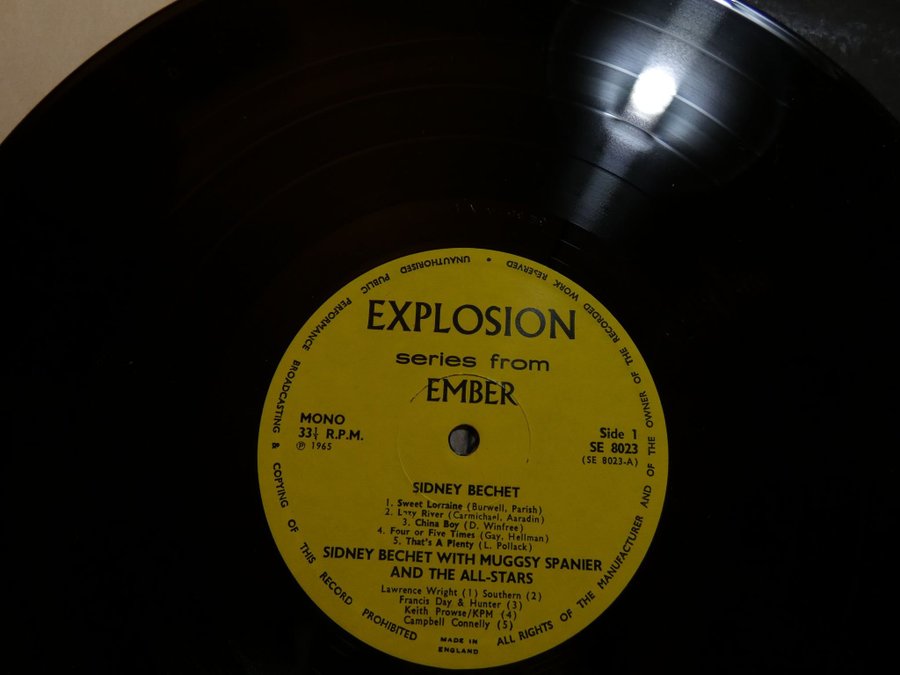 EXPLOSION
series from
EMBER
MONO
33⅓ R.P.M.
℗ 1965
Side 1
SE 8023
(SE 8023-A)
SIDNEY BECHET
1. Sweet Lorraine (Burwell, Parish)
2. Lazy River (Carmichael, Aaradin)
3. China Boy (D. Winfree)
4. Four or Five Times (Gay, Hellman)
5. That's A Plenty (L. Pollack)
SIDNEY BECHET WITH MUGGSY SPANIER
AND THE ALL-STARS
Lawrence Wright (1) Southern (2)
Francis Day & Hunter (3)
Keith Prowse/KPM (4)
Campbell Connelly (5)
MADE IN
ENGLAND
ALL RIGHTS OF THE MANUFACTURER AND OF THE OWNER OF THE RECORDED WORK RESERVED • UNAUTHORISED PUBLIC PERFORMANCE BROADCASTING & COPYING OF THIS RECORD PROHIBITED